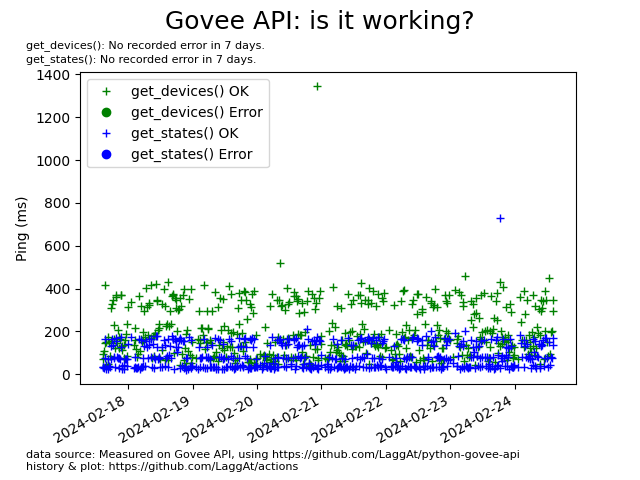 Govee API: is it working?
get_devices(): No recorded error in 7 days.
get_states(): No recorded error in 7 days.
1400
1200
1000
800
600
400
200
0
Ping (ms)
get_devices() OK
get_devices() Error
get_states() OK
get_states() Error
2024-02-18
2024-02-19
2024-02-20
2024-02-21
2024-02-22
2024-02-23
2024-02-24
data source: Measured on Govee API, using https://github.com/LaggAt/python-govee-api
history & plot: https://github.com/LaggAt/actions